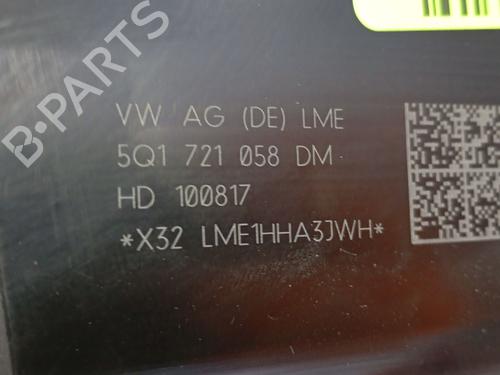 B-PARTS
VW AG (DE) LME
5Q1 721 058 DM
HD 100817
*X32 LME1HHA3JWH*